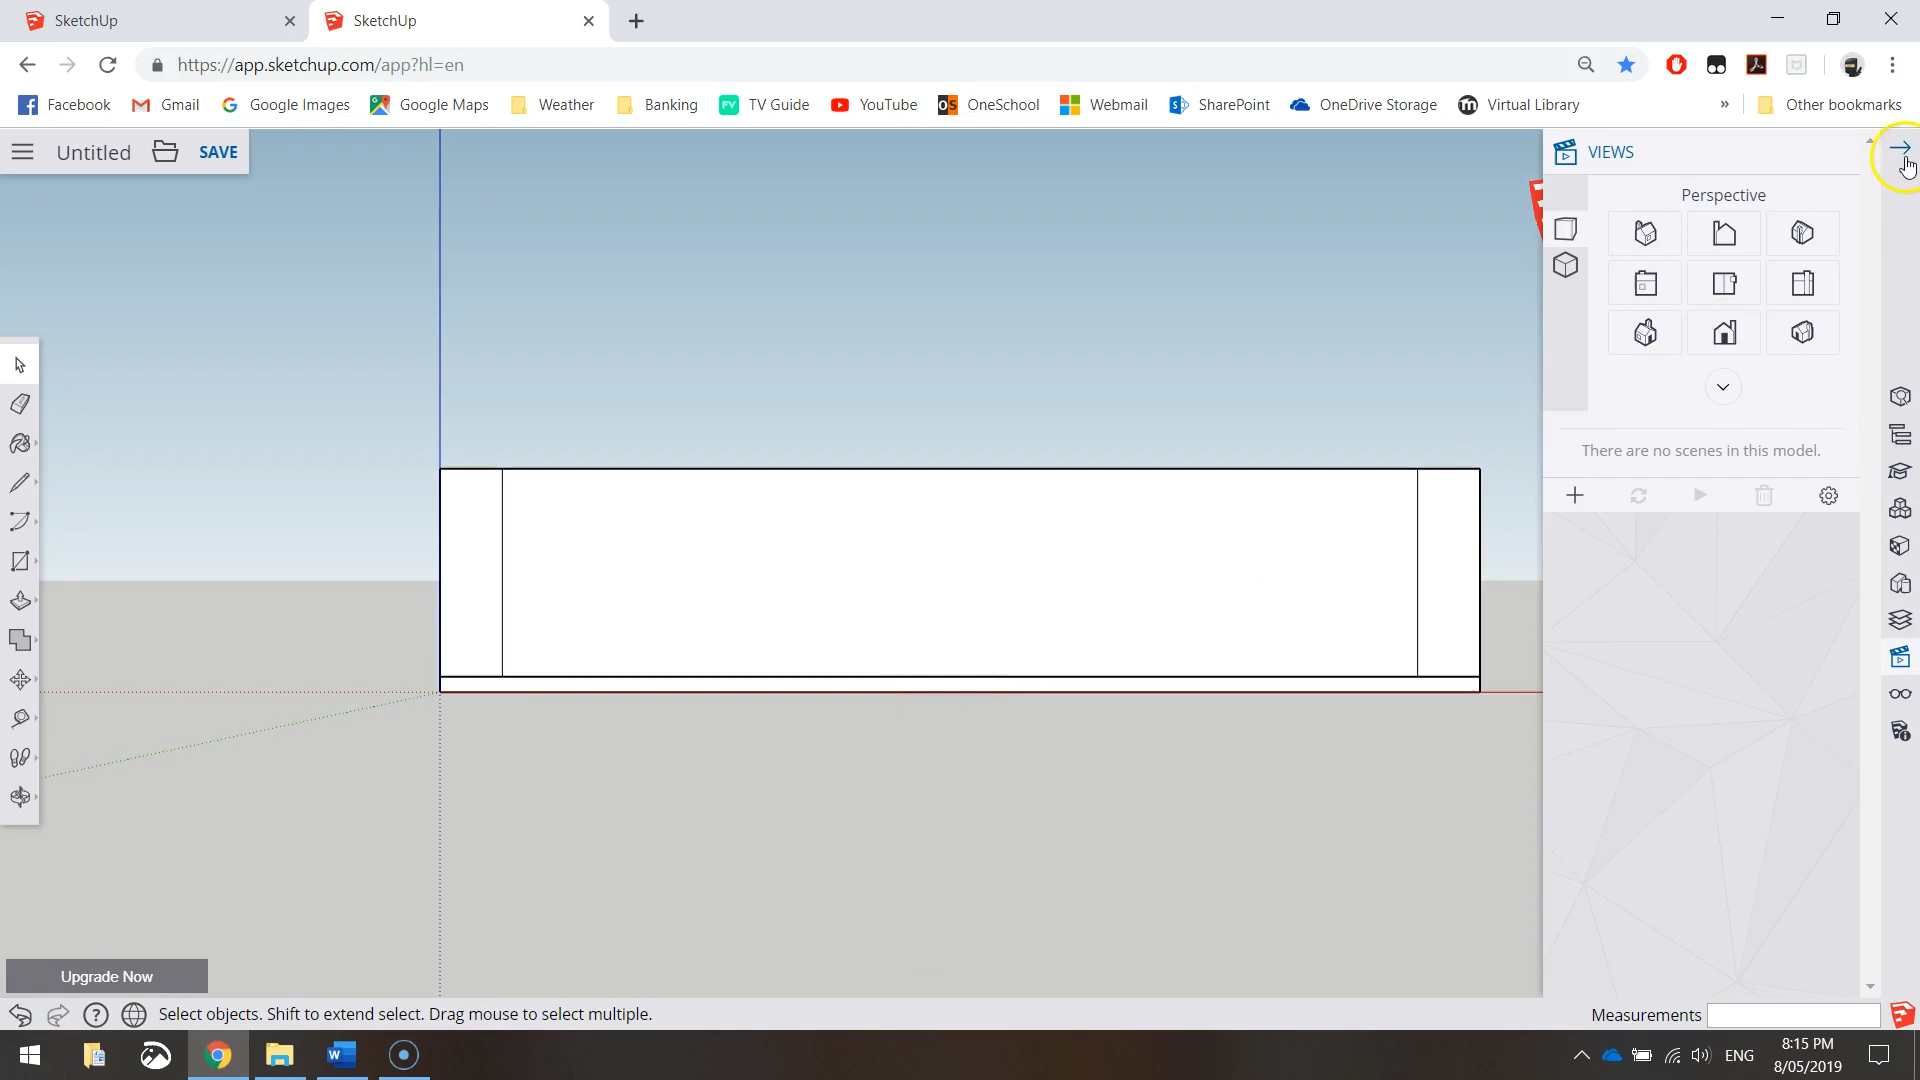 SketchUp
SketchUp
https://app.sketchup.com/app?hl=en
Facebook
Gmail
Google Images
Google Maps
Weather
Banking
TV Guide
YouTube
OneSchool
Webmail
SharePoint
OneDrive Storage
Virtual Library
»
Other bookmarks
Untitled
SAVE
VIEWS
Perspective
There are no scenes in this model.
Upgrade Now
Select objects. Shift to extend select. Drag mouse to select multiple.
Measurements
ENG
8:15 PM
8/05/2019